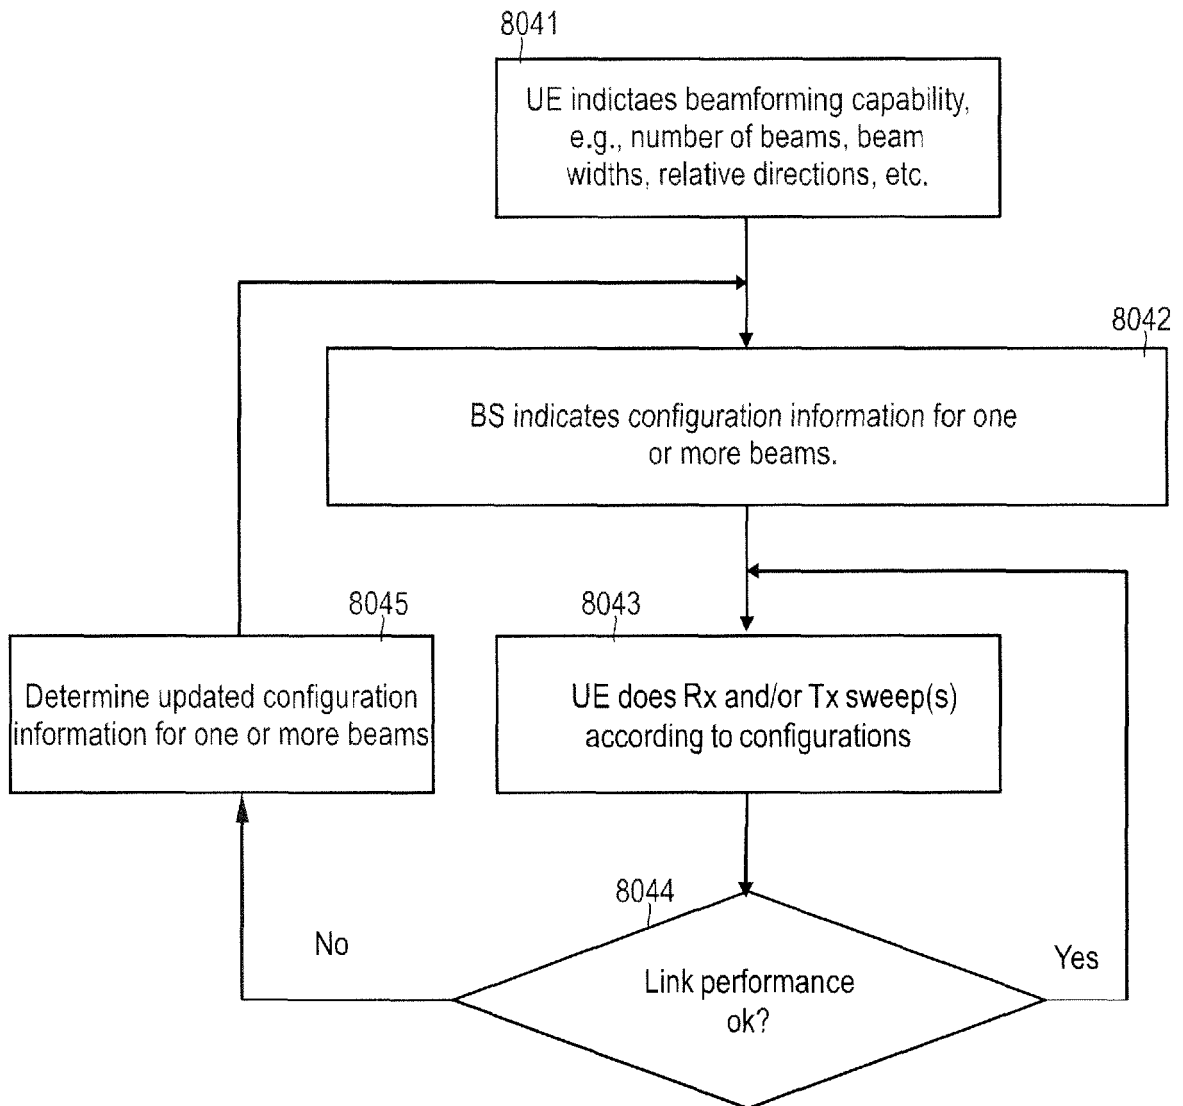 8041
UE indictaes beamforming capability,
e.g., number of beams, beam
widths, relative directions, etc.
8042
BS indicates configuration information for one
or more beams.
8045
Determine updated configuration
information for one or more beams
8043
UE does Rx and/or Tx sweep(s)
according to configurations
8044
No
Link performance
ok?
Yes